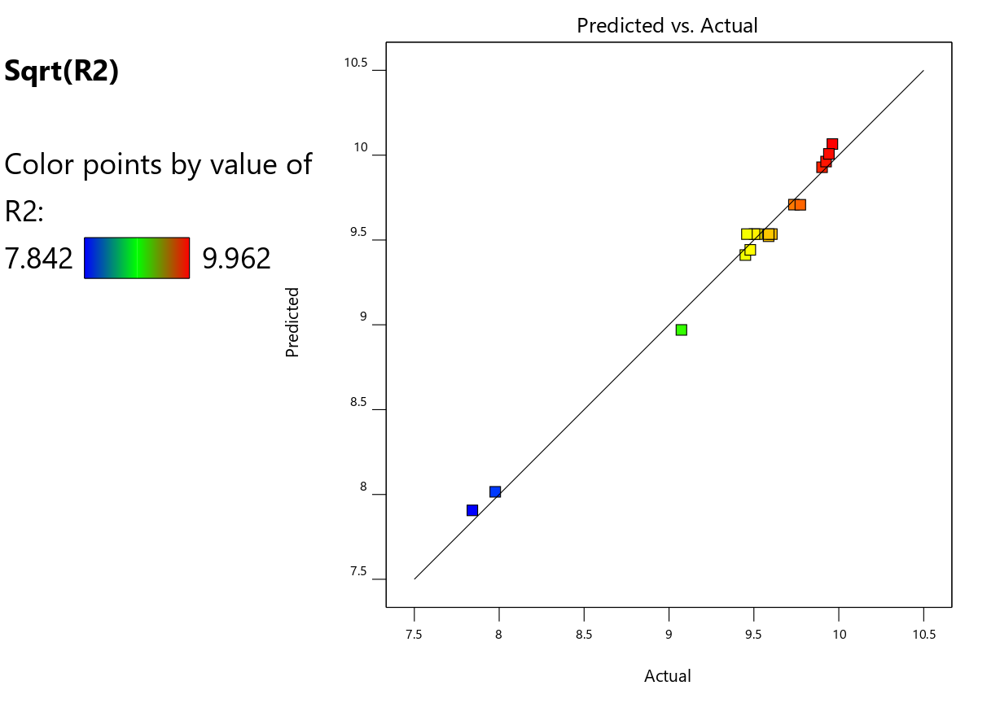 Predicted vs. Actual
Sqrt(R2)
Color points by value of
R2:
7.842 9.962
Predicted
10.5
10
9.5
9
8.5
8
7.5
7.5 8 8.5 9 9.5 10 10.5
Actual